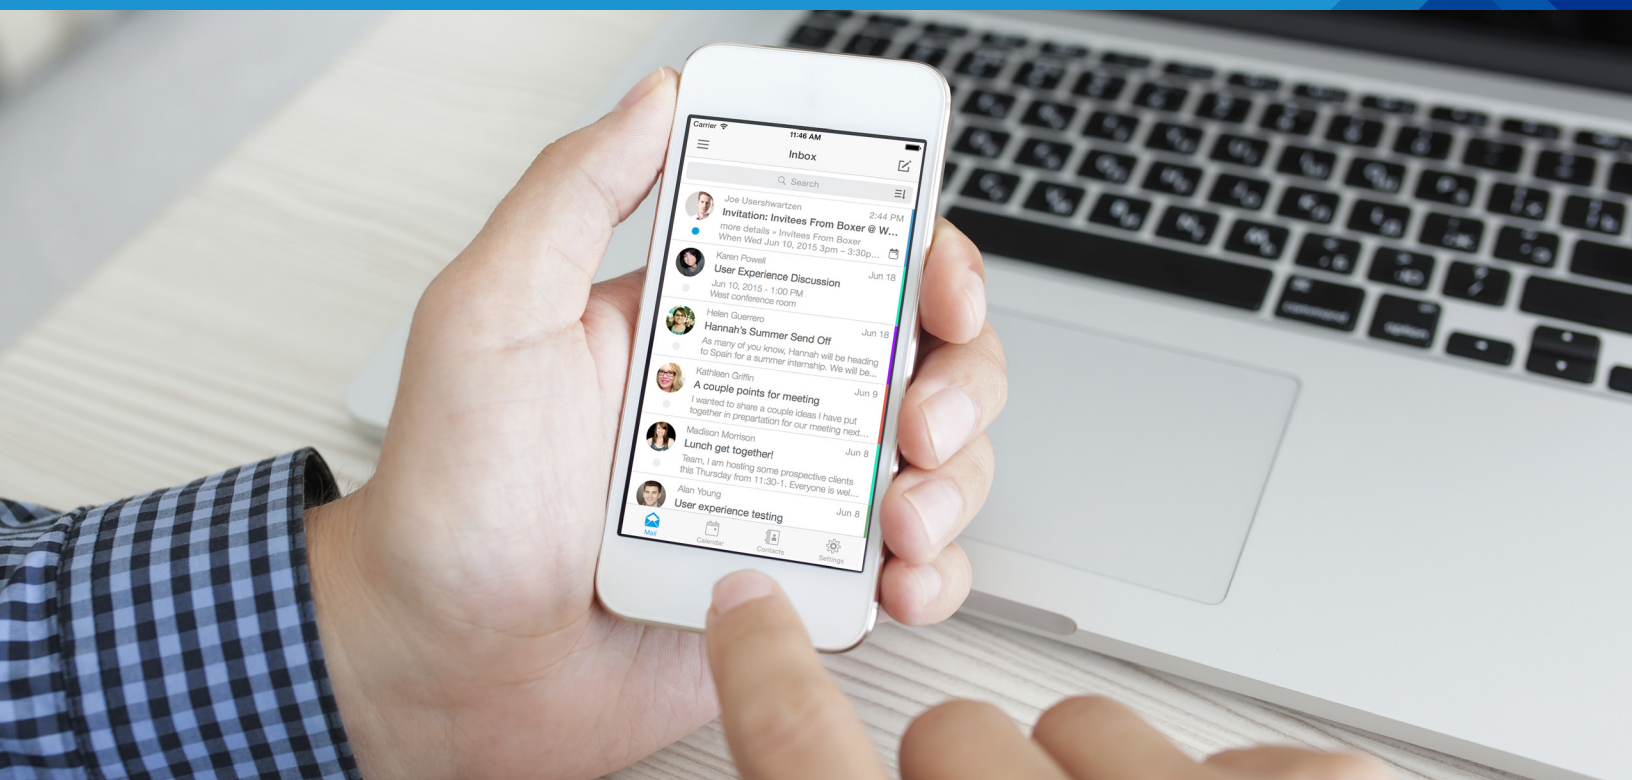 Carrier
11:46 AM
Inbox
Search
Joe Usershwartzen
2:44 PM
Invitation: Invitees From Boxer @ W...
more details » Invitees From Boxer
When Wed Jun 10, 2015 3pm – 3:30p...
Karen Powell
Jun 18
User Experience Discussion
Jun 10, 2015 - 1:00 PM
West conference room
Helen Guerrero
Jun 18
Hannah's Summer Send Off
As many of you know, Hannah will be heading
to Spain for a summer internship. We will be...
Kathleen Griffin
Jun 9
A couple points for meeting
I wanted to share a couple ideas I have put
together in prepartation for our meeting next...
Madison Morrison
Jun 8
Lunch get together!
Team, I am hosting some prospective clients
this Thursday from 11:30-1. Everyone is wel...
Alan Young
Jun 8
User experience testing
Mail
Calendar
Contacts
Settings
command
option